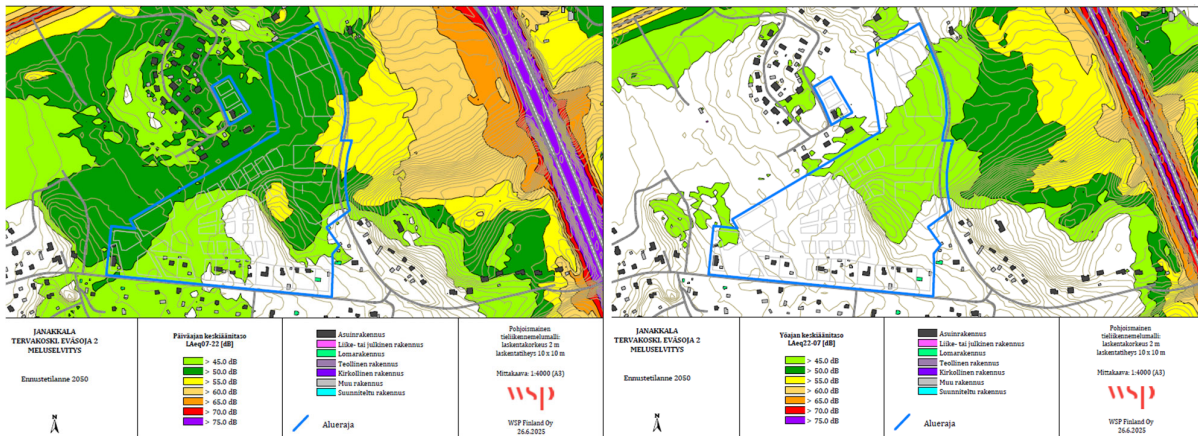 JANAKKALA
TERVAKOSKI, EVÄSOJA 2
MELUSELVITYS
Ennustetilanne 2050
N
Päiväajan keskiäänitaso
LAeq07-22 [dB]
> 45.0 dB
> 50.0 dB
> 55.0 dB
> 60.0 dB
> 65.0 dB
> 70.0 dB
> 75.0 dB
Asuinrakennus
Liike- tai julkinen rakennus
Lomarakennus
Teollinen rakennus
Kirkollinen rakennus
Muu rakennus
Suunniteltu rakennus
Alueraja
Pohjoismainen
tieliikennemelumalli:
laskentakorkeus 2 m
laskentatiheys 10 x 10 m
Mittakaava: 1:4000 (A3)
wsp
WSP Finland Oy
26.6.2025
JANAKKALA
TERVAKOSKI, EVÄSOJA 2
MELUSELVITYS
Ennustetilanne 2050
N
Yöajan keskiäänitaso
LAeq22-07 [dB]
> 45.0 dB
> 50.0 dB
> 55.0 dB
> 60.0 dB
> 65.0 dB
> 70.0 dB
> 75.0 dB
Asuinrakennus
Liike- tai julkinen rakennus
Lomarakennus
Teollinen rakennus
Kirkollinen rakennus
Muu rakennus
Suunniteltu rakennus
Alueraja
Pohjoismainen
tieliikennemelumalli:
laskentakorkeus 2 m
laskentatiheys 10 x 10 m
Mittakaava: 1:4000 (A3)
wsp
WSP Finland Oy
26.6.2025